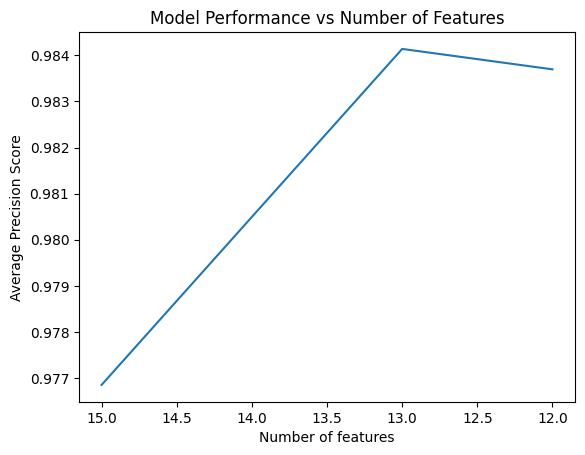 Model Performance vs Number of Features
Average Precision Score
0.984
0.983
0.982
0.981
0.980
0.979
0.978
0.977
15.0 14.5 14.0 13.5 13.0 12.5 12.0
Number of features